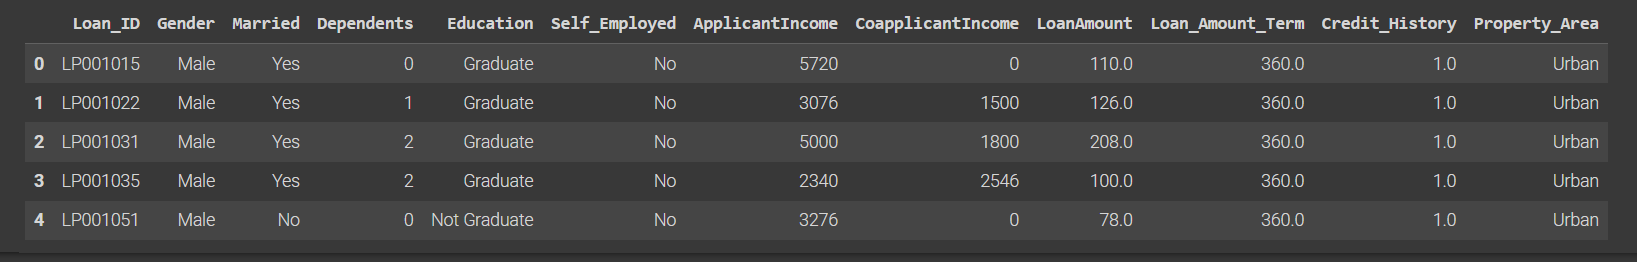 Loan_ID Gender Married Dependents Education Self_Employed ApplicantIncome CoapplicantIncome LoanAmount Loan_Amount_Term Credit_History Property_Area
0 LP001015 Male Yes 0 Graduate No 5720 0 110.0 360.0 1.0 Urban
1 LP001022 Male Yes 1 Graduate No 3076 1500 126.0 360.0 1.0 Urban
2 LP001031 Male Yes 2 Graduate No 5000 1800 208.0 360.0 1.0 Urban
3 LP001035 Male Yes 2 Graduate No 2340 2546 100.0 360.0 1.0 Urban
4 LP001051 Male No 0 Not Graduate No 3276 0 78.0 360.0 1.0 Urban